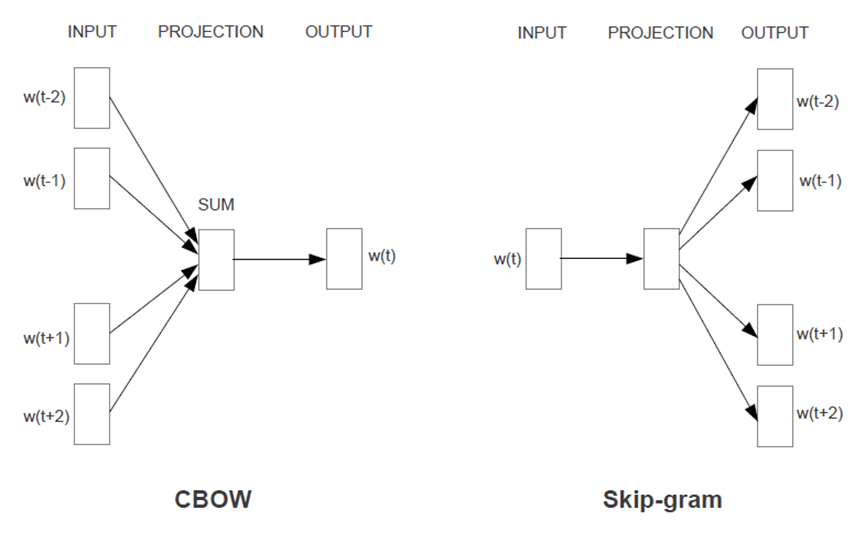 INPUT PROJECTION OUTPUT
w(t-2)
w(t-1)
SUM
w(t)
w(t+1)
w(t+2)
CBOW
INPUT PROJECTION OUTPUT
w(t-2)
w(t-1)
w(t)
w(t+1)
w(t+2)
Skip-gram